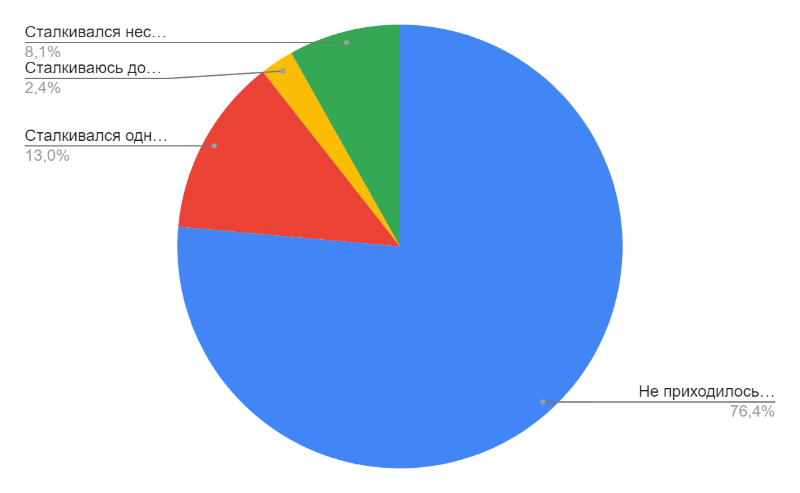 Сталкивался нес…
8,1%
Сталкиваюсь до…
2,4%
Сталкивался одн…
13,0%
Не приходилось…
76,4%